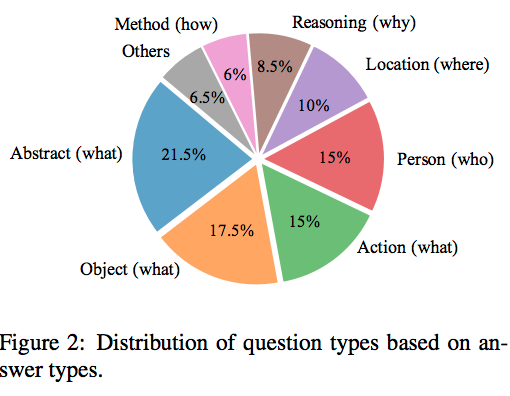 Method (how)
Reasoning (why)
Others
Location (where)
6%
8.5%
6.5%
10%
Abstract (what)
21.5%
15%
Person (who)
17.5%
15%
Action (what)
Object (what)
Figure 2: Distribution of question types based on an-
swer types.